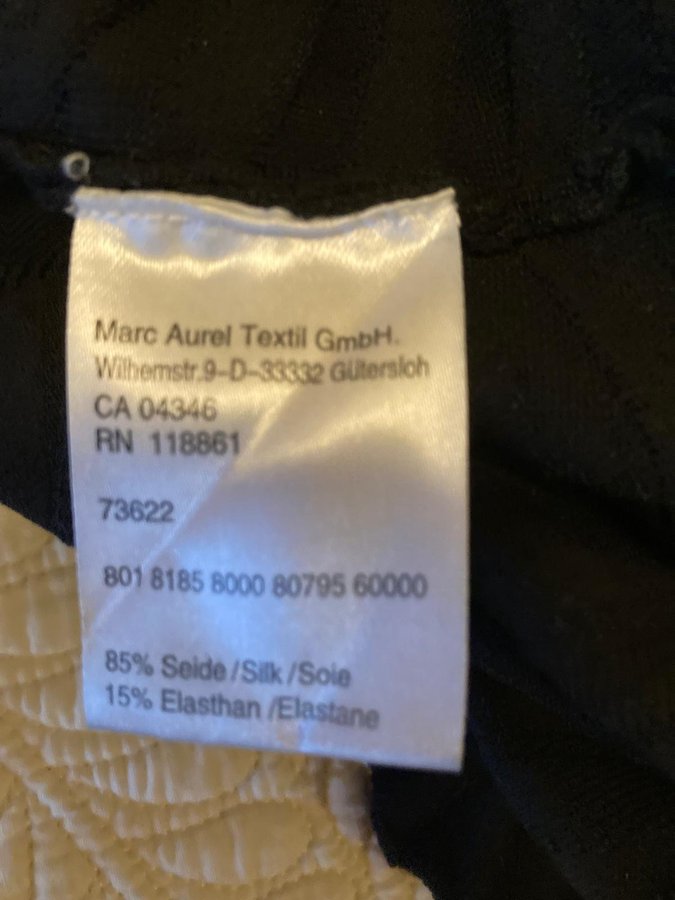 Marc Aurel Textil GmbH.
Wilhemstr.9-D-33332 Gütersloh
CA 04346
RN 118861
73622
801 8185 8000 80795 60000
85% Seide /Silk /Soie
15% Elasthan /Elastane